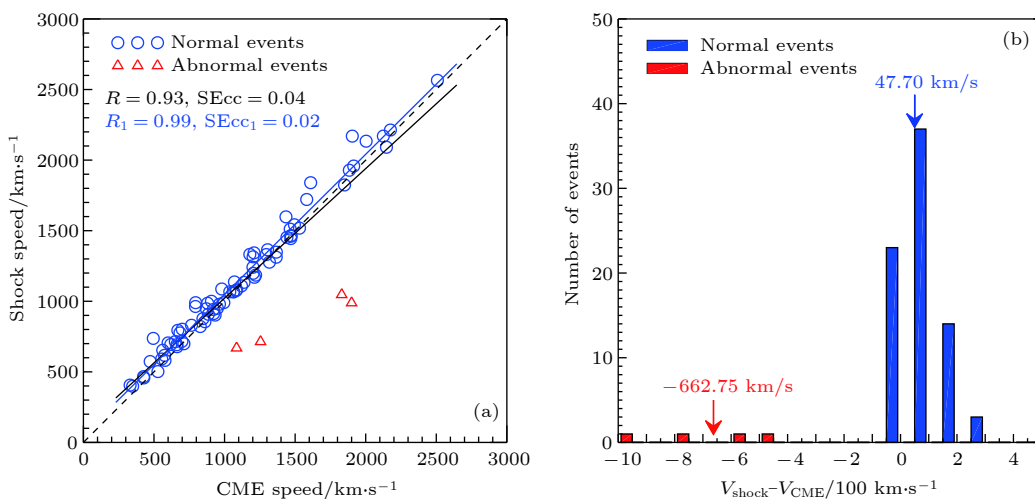 3000
2500
2000
1500
1000
500
0
Shock speed/km·s⁻¹
Normal events
Abnormal events
R = 0.93, SEcc = 0.04
R₁ = 0.99, SEcc₁ = 0.02
(a)
0 500 1000 1500 2000 2500 3000
CME speed/km·s⁻¹
50
40
30
20
10
0
Number of events
(b)
Normal events
Abnormal events
47.70 km/s
−662.75 km/s
−10 −8 −6 −4 −2 0 2 4
V_shock–V_CME/100 km·s⁻¹